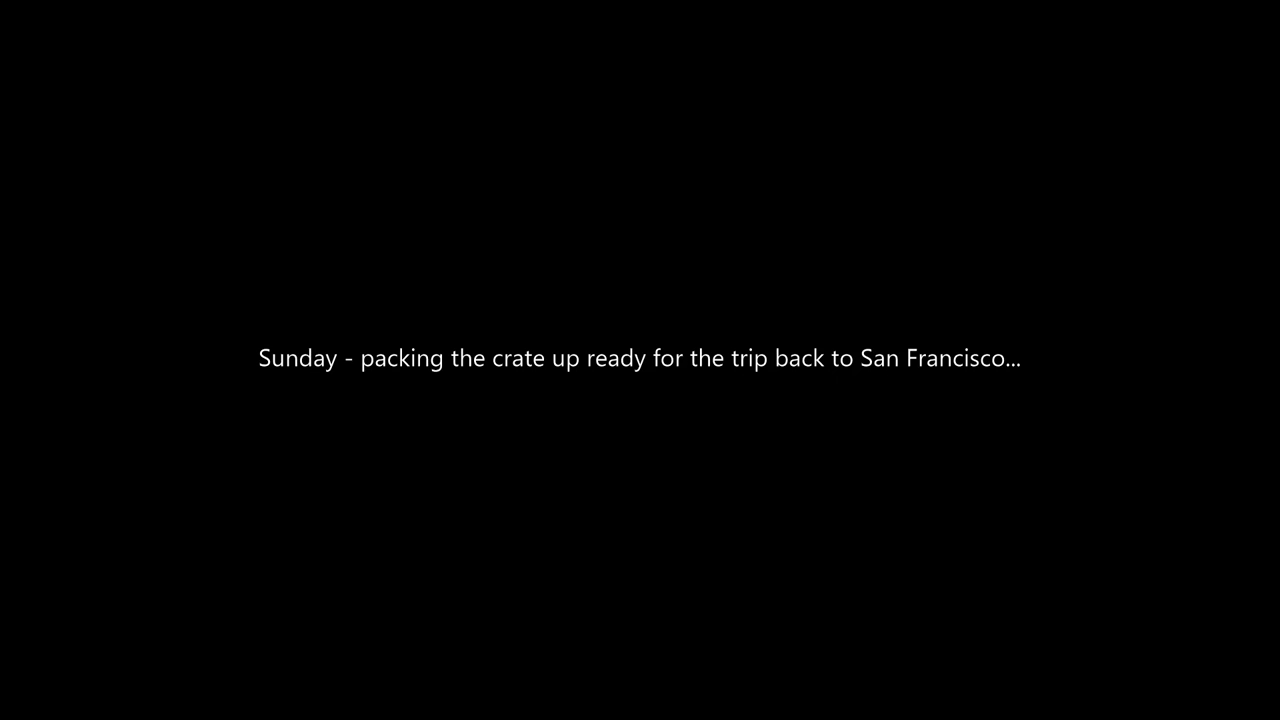 Sunday - packing the crate up ready for the trip back to San Francisco...